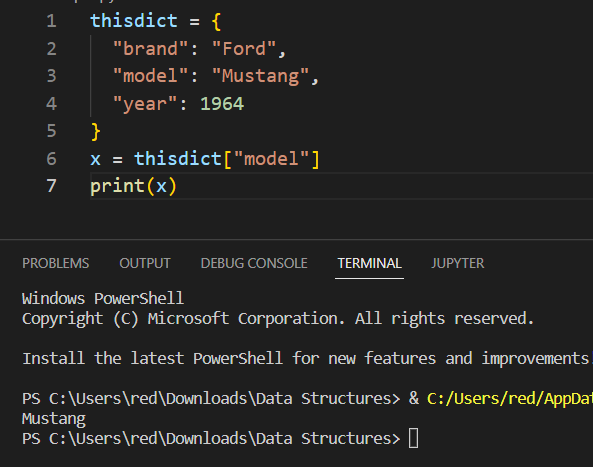 1 thisdict = {
2   "brand": "Ford",
3   "model": "Mustang",
4   "year": 1964
5 }
6 x = thisdict["model"]
7 print(x)
PROBLEMS OUTPUT DEBUG CONSOLE TERMINAL JUPYTER
Windows PowerShell
Copyright (C) Microsoft Corporation. All rights reserved.
Install the latest PowerShell for new features and improvements.
PS C:\Users\red\Downloads\Data Structures> & C:/Users/red/AppDat
Mustang
PS C:\Users\red\Downloads\Data Structures>